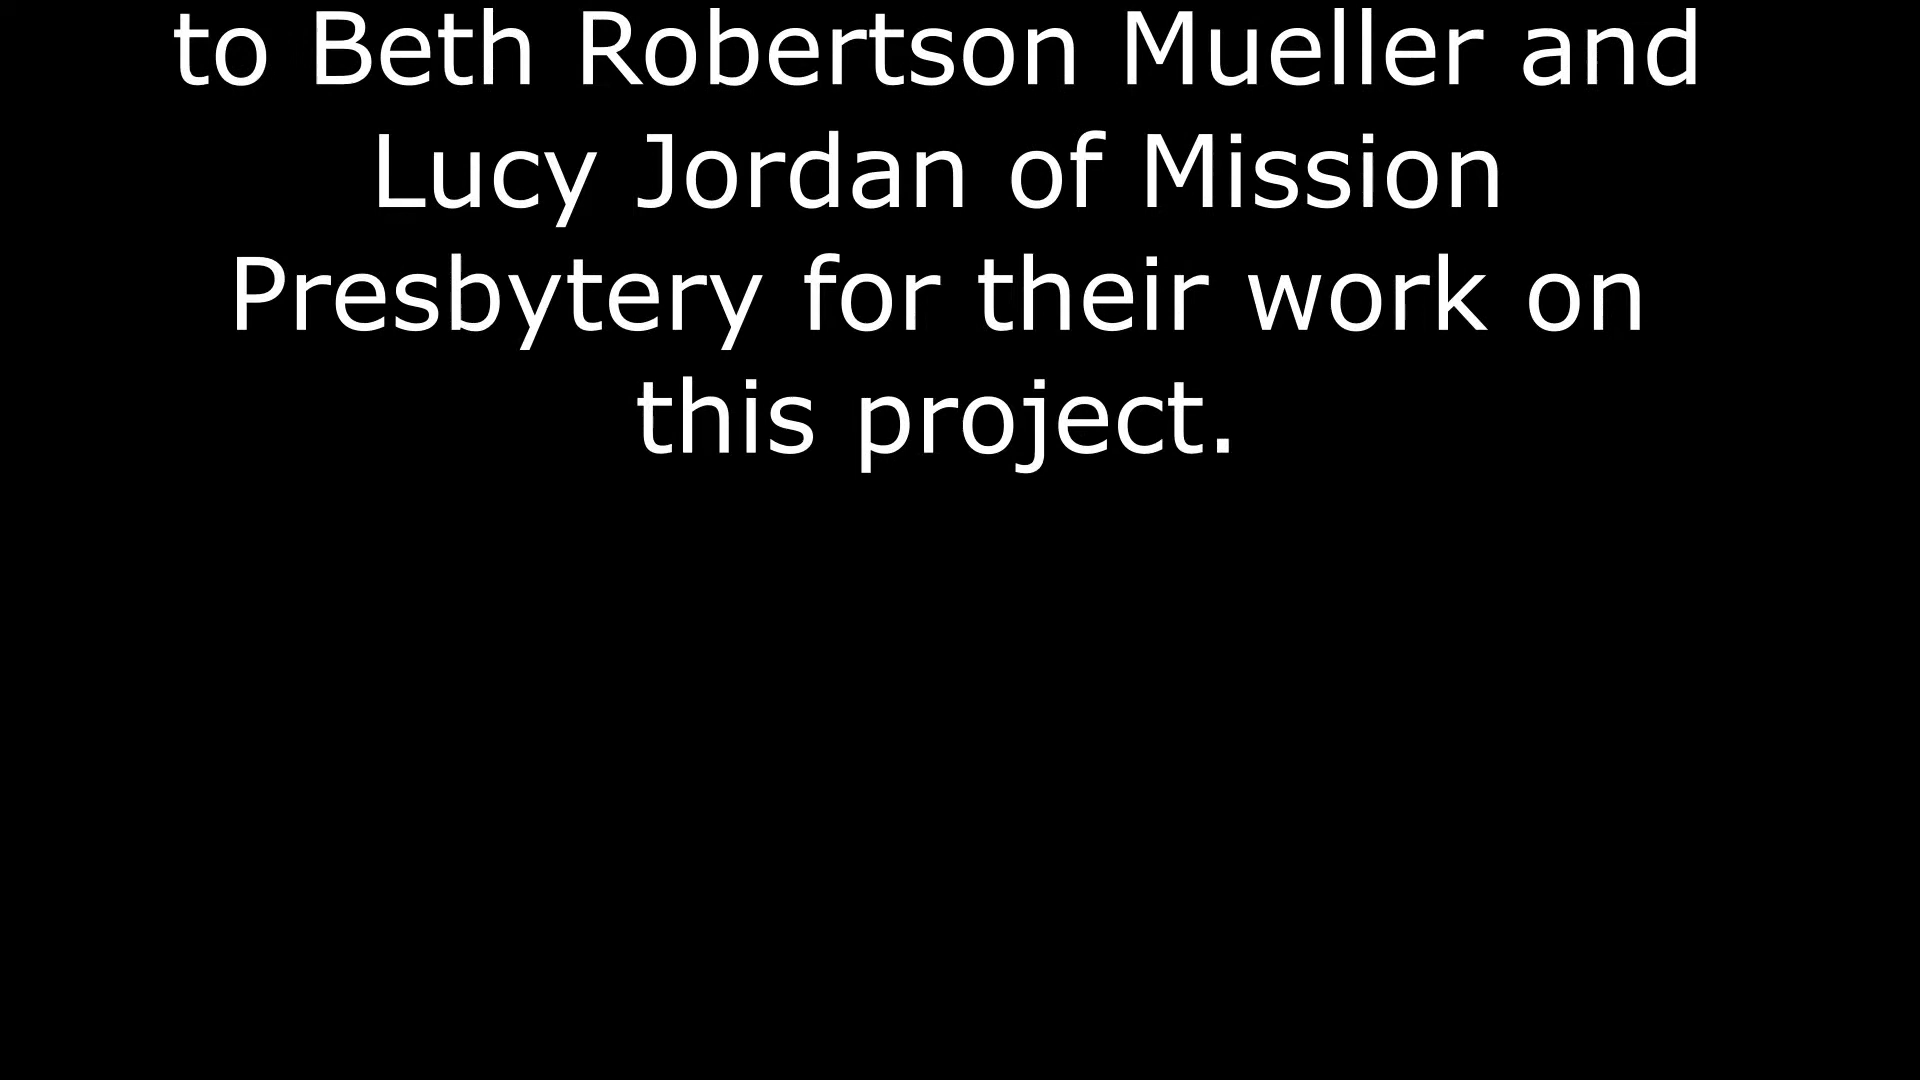 to Beth Robertson Mueller and
Lucy Jordan of Mission
Presbytery for their work on
this project.